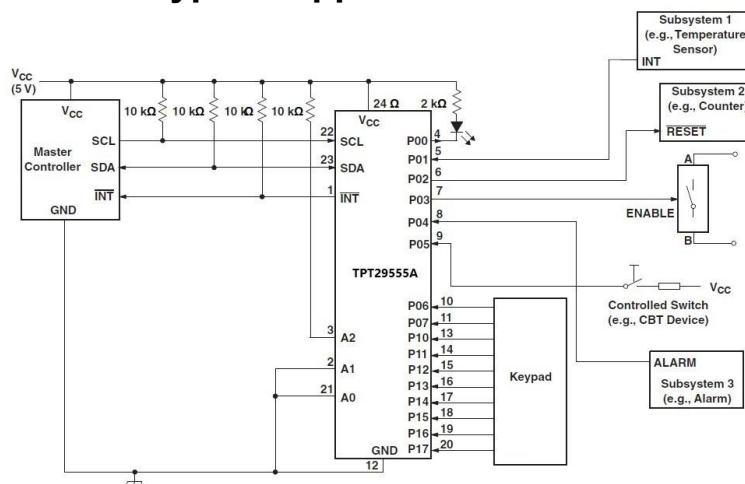 Vcc
(5 V)
Vcc
10 kΩ
10 kΩ
10 kΩ
10 kΩ
24 Ω
2 kΩ
Master
Controller
SCL
SDA
INT
GND
22
23
1
3
2
21
Vcc
SCL
SDA
INT
TPT29555A
A2
A1
A0
GND
12
P00
P01
P02
P03
P04
P05
P06
P07
P10
P11
P12
P13
P14
P15
P16
P17
4
5
6
7
8
9
10
11
13
14
15
16
17
18
19
20
Keypad
Subsystem 1
(e.g., Temperature
Sensor)
INT
Subsystem 2
(e.g., Counter)
RESET
A
ENABLE
B
Vcc
Controlled Switch
(e.g., CBT Device)
ALARM
Subsystem 3
(e.g., Alarm)